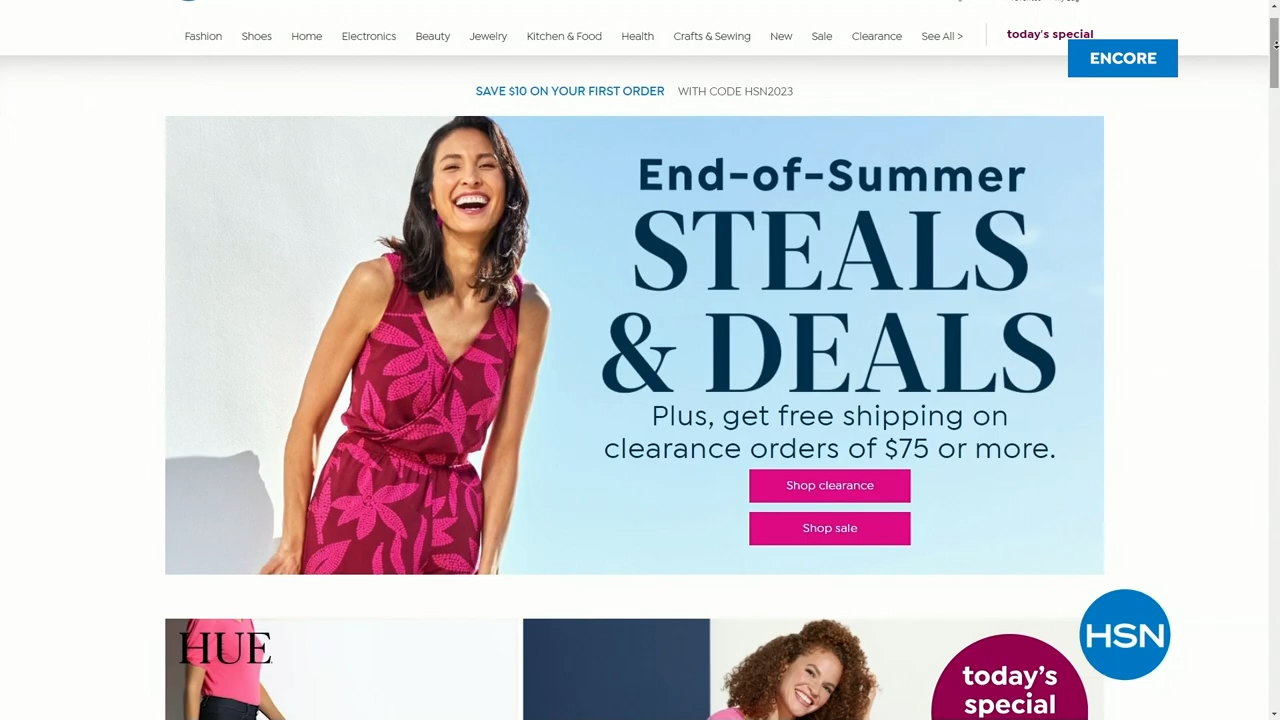 Fashion Shoes Home Electronics Beauty Jewelry Kitchen & Food Health Crafts & Sewing New Sale Clearance See All > today's special
ENCORE
SAVE $10 ON YOUR FIRST ORDER WITH CODE HSN2023
End-of-Summer
STEALS
& DEALS
Plus, get free shipping on
clearance orders of $75 or more.
Shop clearance
Shop sale
HUE
HSN
today's
special